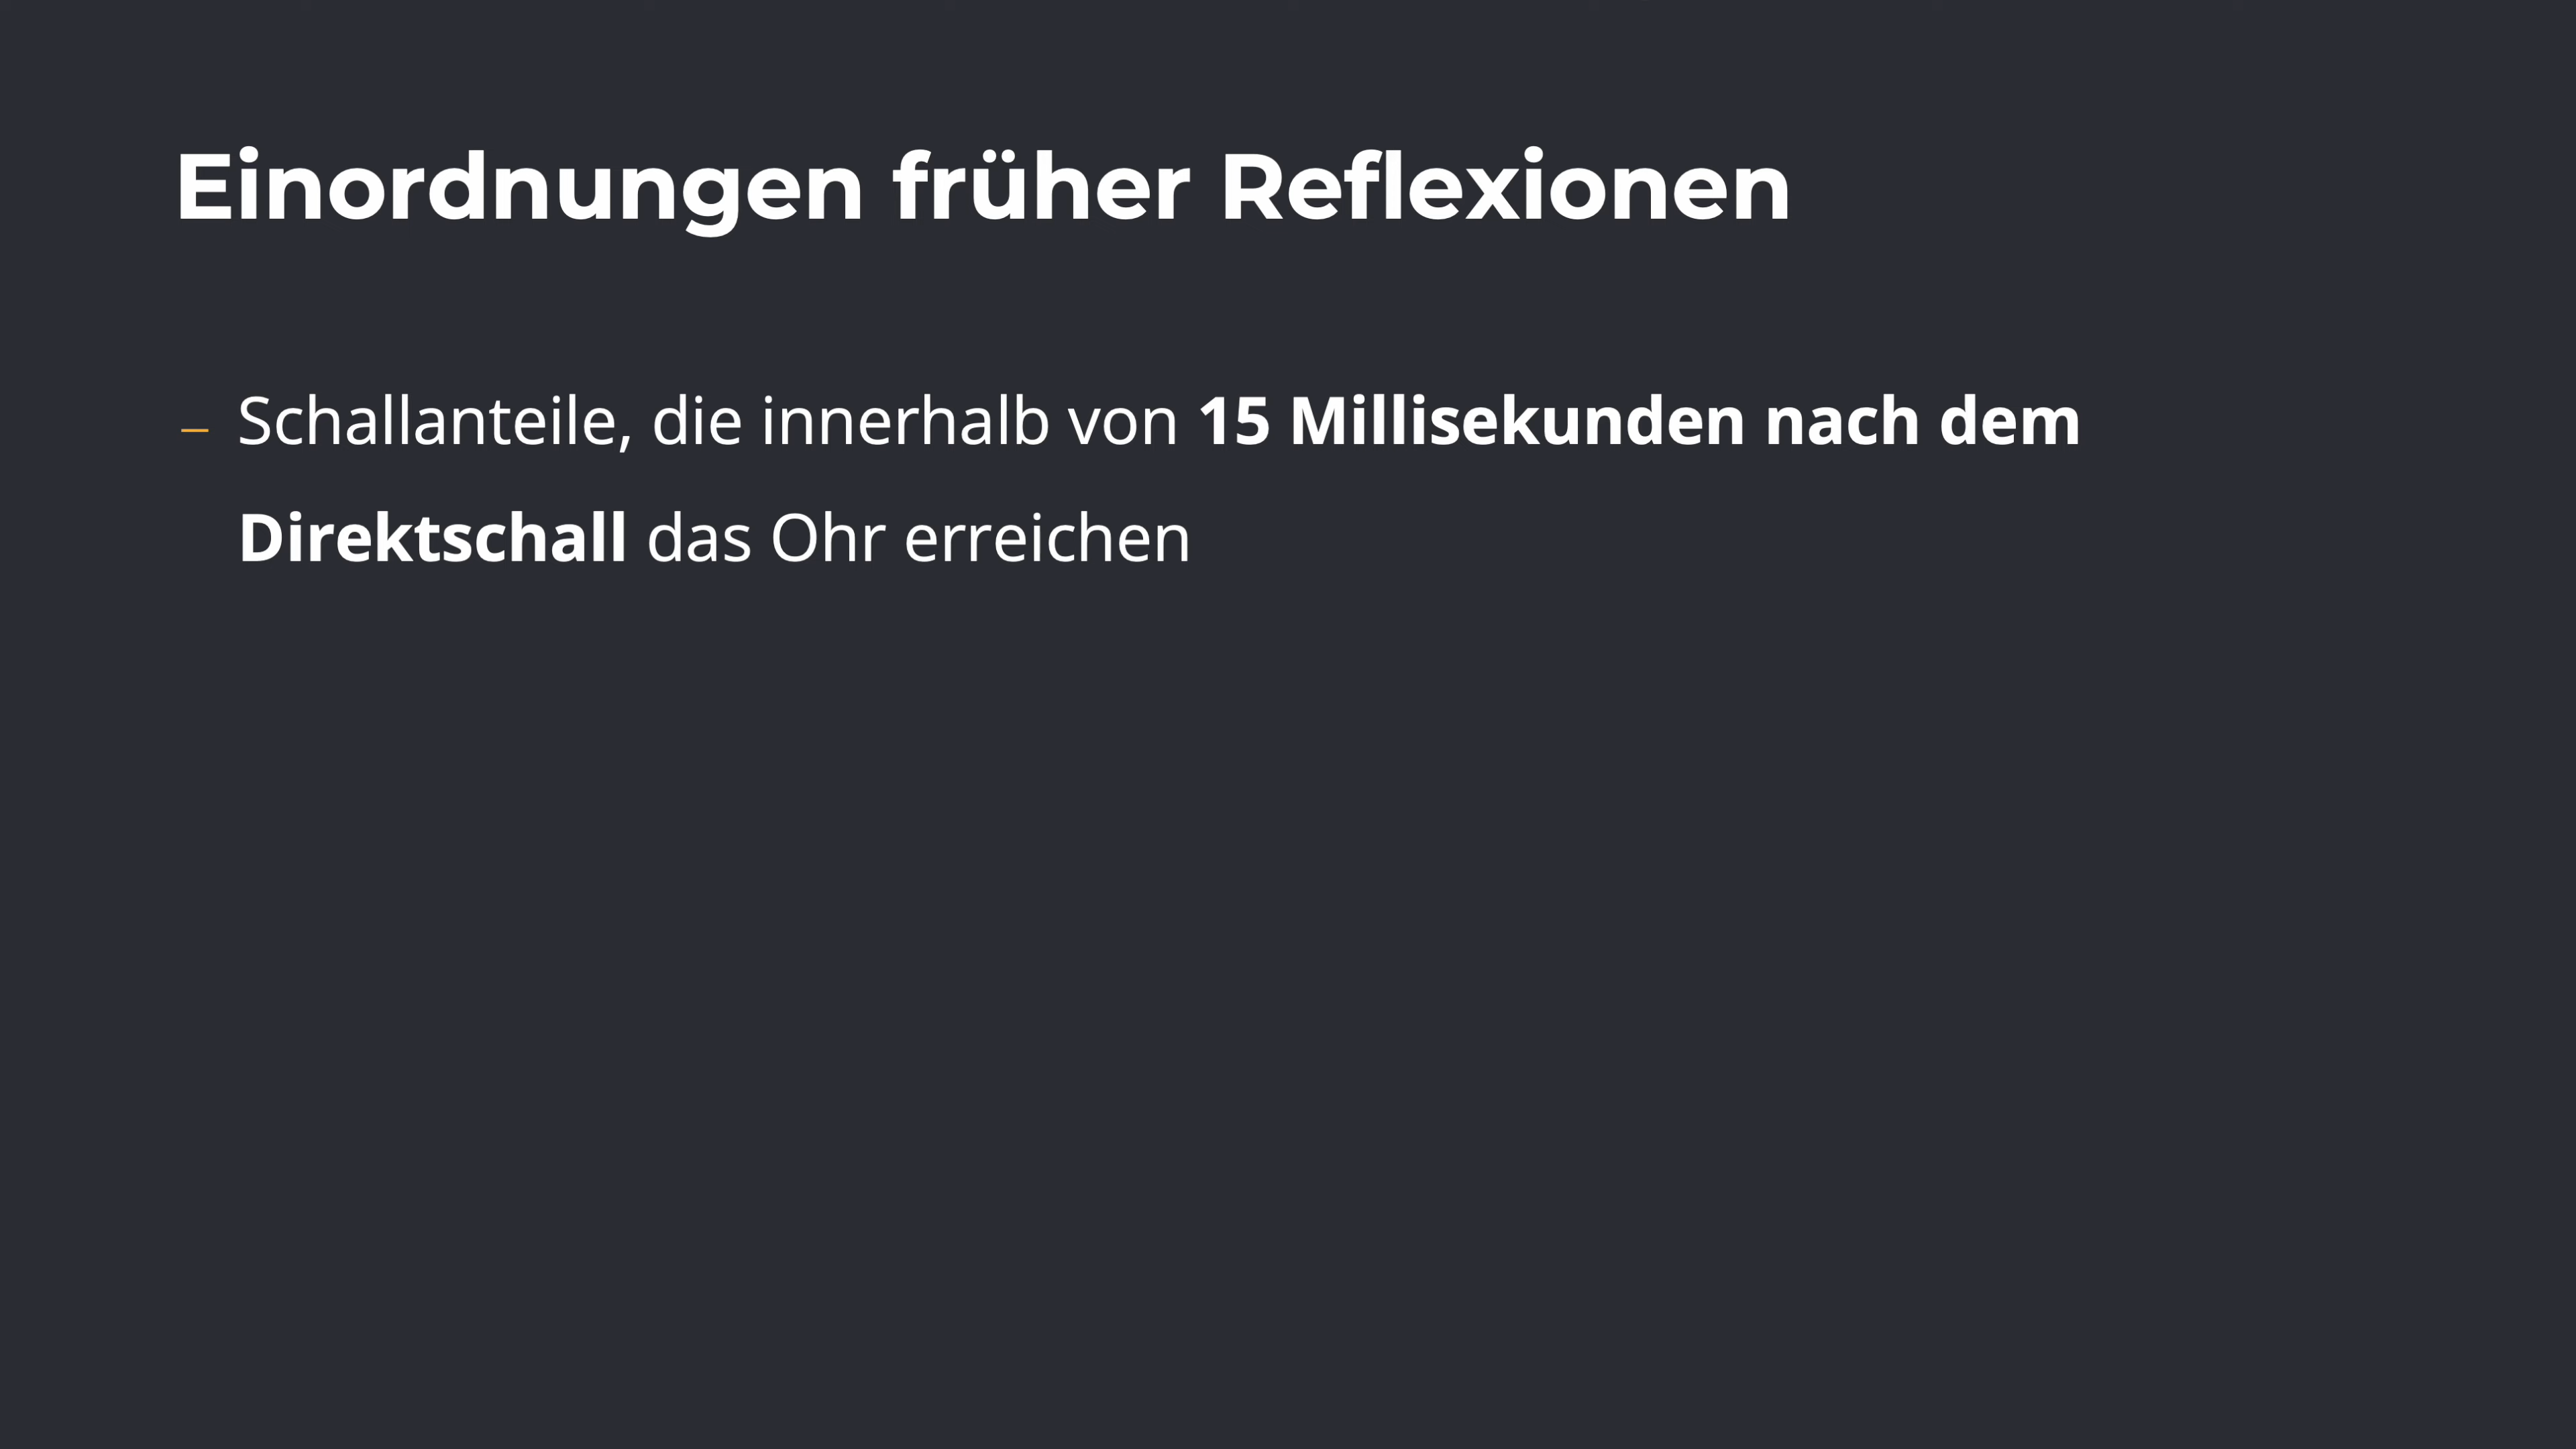 Einordnungen früher Reflexionen
– Schallanteile, die innerhalb von 15 Millisekunden nach dem
Direktschall das Ohr erreichen